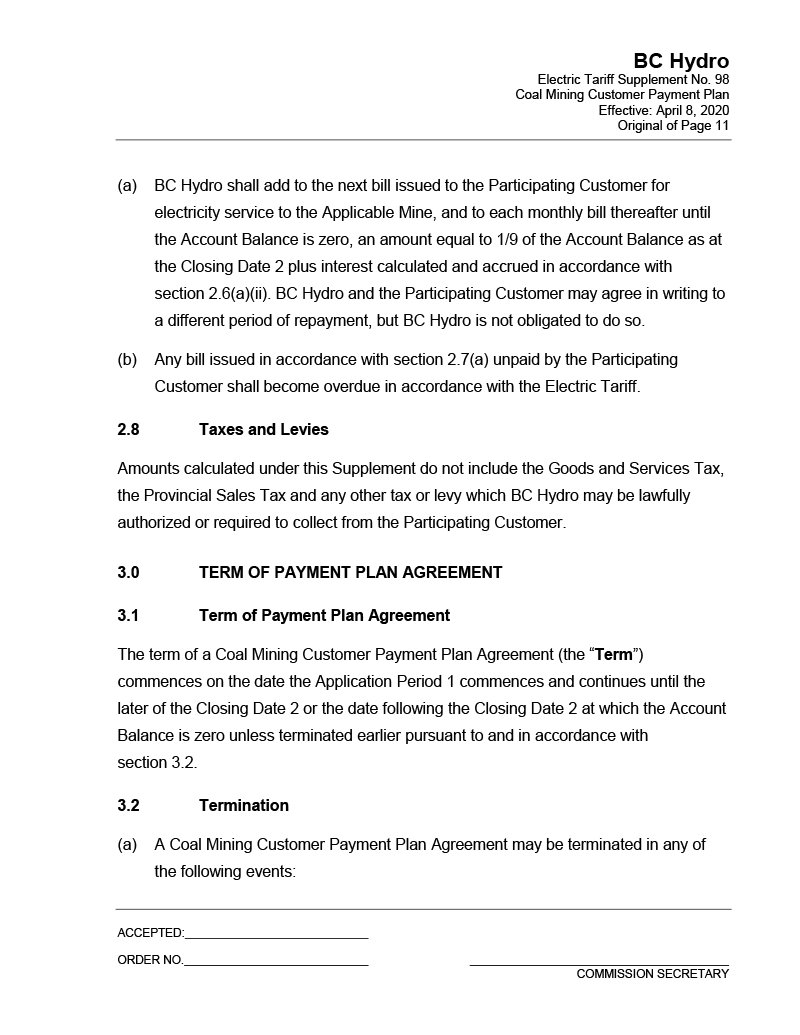 BC Hydro
Electric Tariff Supplement No. 98
Coal Mining Customer Payment Plan
Effective: April 8, 2020
Original of Page 11
(a) BC Hydro shall add to the next bill issued to the Participating Customer for
electricity service to the Applicable Mine, and to each monthly bill thereafter until
the Account Balance is zero, an amount equal to 1/9 of the Account Balance as at
the Closing Date 2 plus interest calculated and accrued in accordance with
section 2.6(a)(ii). BC Hydro and the Participating Customer may agree in writing to
a different period of repayment, but BC Hydro is not obligated to do so.
(b) Any bill issued in accordance with section 2.7(a) unpaid by the Participating
Customer shall become overdue in accordance with the Electric Tariff.
2.8 Taxes and Levies
Amounts calculated under this Supplement do not include the Goods and Services Tax,
the Provincial Sales Tax and any other tax or levy which BC Hydro may be lawfully
authorized or required to collect from the Participating Customer.
3.0 TERM OF PAYMENT PLAN AGREEMENT
3.1 Term of Payment Plan Agreement
The term of a Coal Mining Customer Payment Plan Agreement (the “Term”)
commences on the date the Application Period 1 commences and continues until the
later of the Closing Date 2 or the date following the Closing Date 2 at which the Account
Balance is zero unless terminated earlier pursuant to and in accordance with
section 3.2.
3.2 Termination
(a) A Coal Mining Customer Payment Plan Agreement may be terminated in any of
the following events:
ACCEPTED:
ORDER NO.
COMMISSION SECRETARY